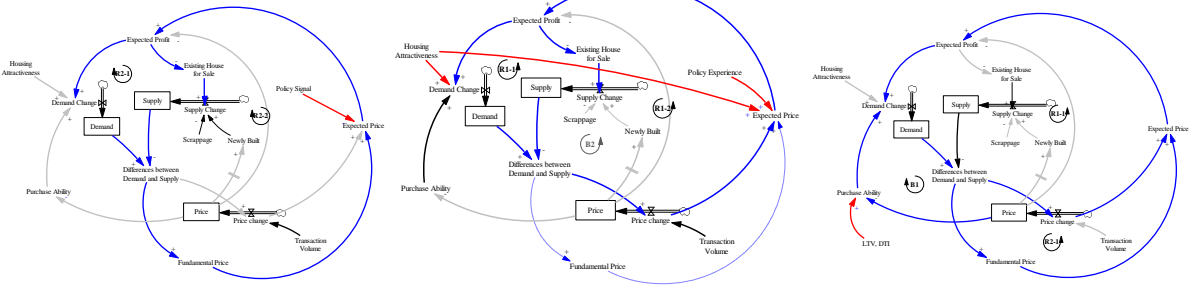 Expected Profit
Housing
Attractiveness
R2-1
Existing House
for Sale
Demand Change
Supply
Supply Change
Policy Signal
R2-2
Demand
Scrappage
Newly Built
Expected Price
Differences between
Demand and Supply
Purchase Ability
Price
Price change
Transaction
Volume
Fundamental Price
Expected Profit
Housing
Attractiveness
R1-1
Existing House
for Sale
Policy Experience
Demand Change
Supply
Supply Change
R1-2
Demand
Scrappage
Expected Price
Newly Built
B2
Differences between
Demand and Supply
Purchase Ability
Price
Price change
Transaction
Volume
Fundamental Price
Expected Profit
Housing
Attractiveness
Existing House
for Sale
Demand Change
Supply
Supply Change
R1-1
Demand
Scrappage
Newly Built
Expected Price
Differences between
Demand and Supply
B1
Purchase Ability
Price
Price change
LTV, DTI
R2-1
Transaction
Volume
Fundamental Price